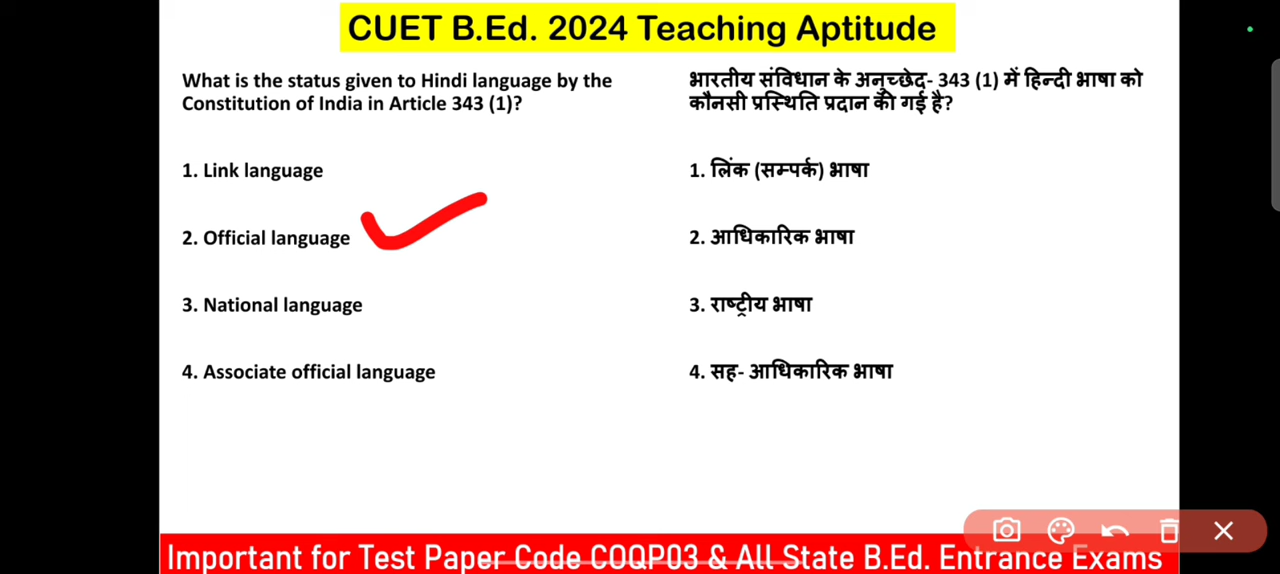 CUET B.Ed. 2024 Teaching Aptitude
What is the status given to Hindi language by the
Constitution of India in Article 343 (1)?
1. Link language
2. Official language
3. National language
4. Associate official language
भारतीय संविधान के अनुच्छेद- 343 (1) में हिन्दी भाषा को
कौनसी प्रस्थिति प्रदान की गई है?
1. लिंक (सम्पर्क) भाषा
2. आधिकारिक भाषा
3. राष्ट्रीय भाषा
4. सह- आधिकारिक भाषा
Important for Test Paper Code COQP03 & All State B.Ed. Entrance Exams